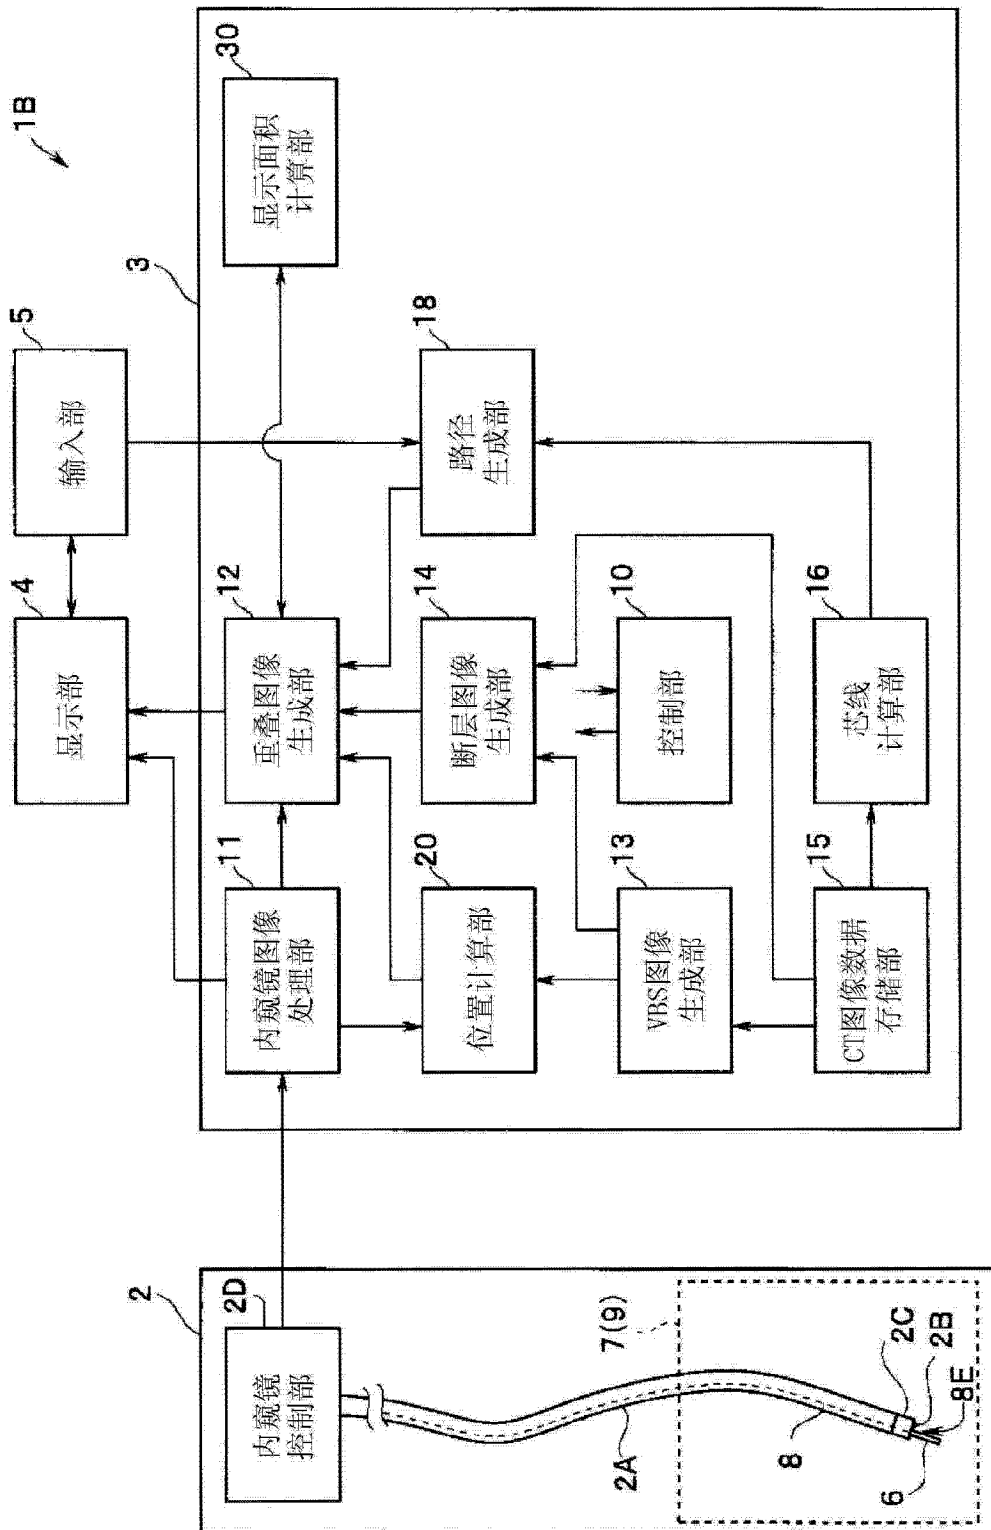 1B
2
内窥镜
控制部
2D
7(9)
2A
8
6
2C
2B
8E
3
显示部
4
输入部
5
内窥镜图像
处理部
11
重叠图像
生成部
12
显示面积
计算部
30
位置计算部
20
断层图像
生成部
14
路径
生成部
18
VBS图像
生成部
13
控制部
10
CT图像数据
存储部
15
芯线
计算部
16